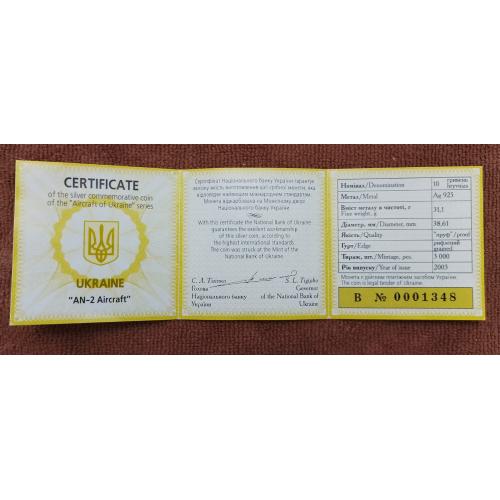 CERTIFICATE
of the silver commemorative coin
of the "Aircraft of Ukraine" series
UKRAINE
"AN-2 Aircraft"
Сертифікат Національного банку України гарантує
високу якість виготовлення цієї срібної монети, яка
відповідає найвищим міжнародним стандартам.
Монета відкарбована на Монетному дворі
Національного банку України
With this certificate the National Bank of Ukraine
guarantees the excellent workmanship
of this silver coin, according to
the highest international standards.
The coin was struck at the Mint of the
National Bank of Ukraine.
С. Л. Тігіпко
S. L. Tigipko
Голова
Національного банку
України
Governor
of the National Bank of
Ukraine
Номінал/Denomination 10 гривень hryvnias
Метал/Metal Ag 925
Вміст металу в чистоті, г
Fine weight, g 31,1
Діаметр, мм/Diameter, mm 38,61
Якість/Quality "пруф"/proof
Гурт/Edge рифлений grained
Тираж, шт./Mintage, pcs. 3 000
Рік випуску/Year of issue 2003
Монета є дійсним платіжним засобом України.
The coin is legal tender of Ukraine.
В № 0001348